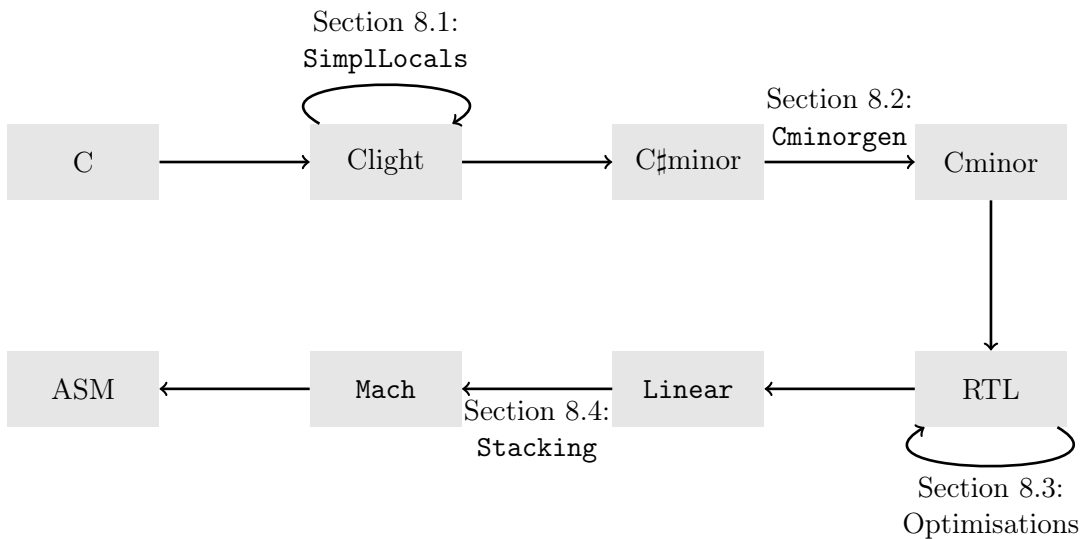 Section 8.1:
SimplLocals
Section 8.2:
Cminorgen
C
Clight
C♯minor
Cminor
ASM
Mach
Linear
RTL
Section 8.4:
Stacking
Section 8.3:
Optimisations